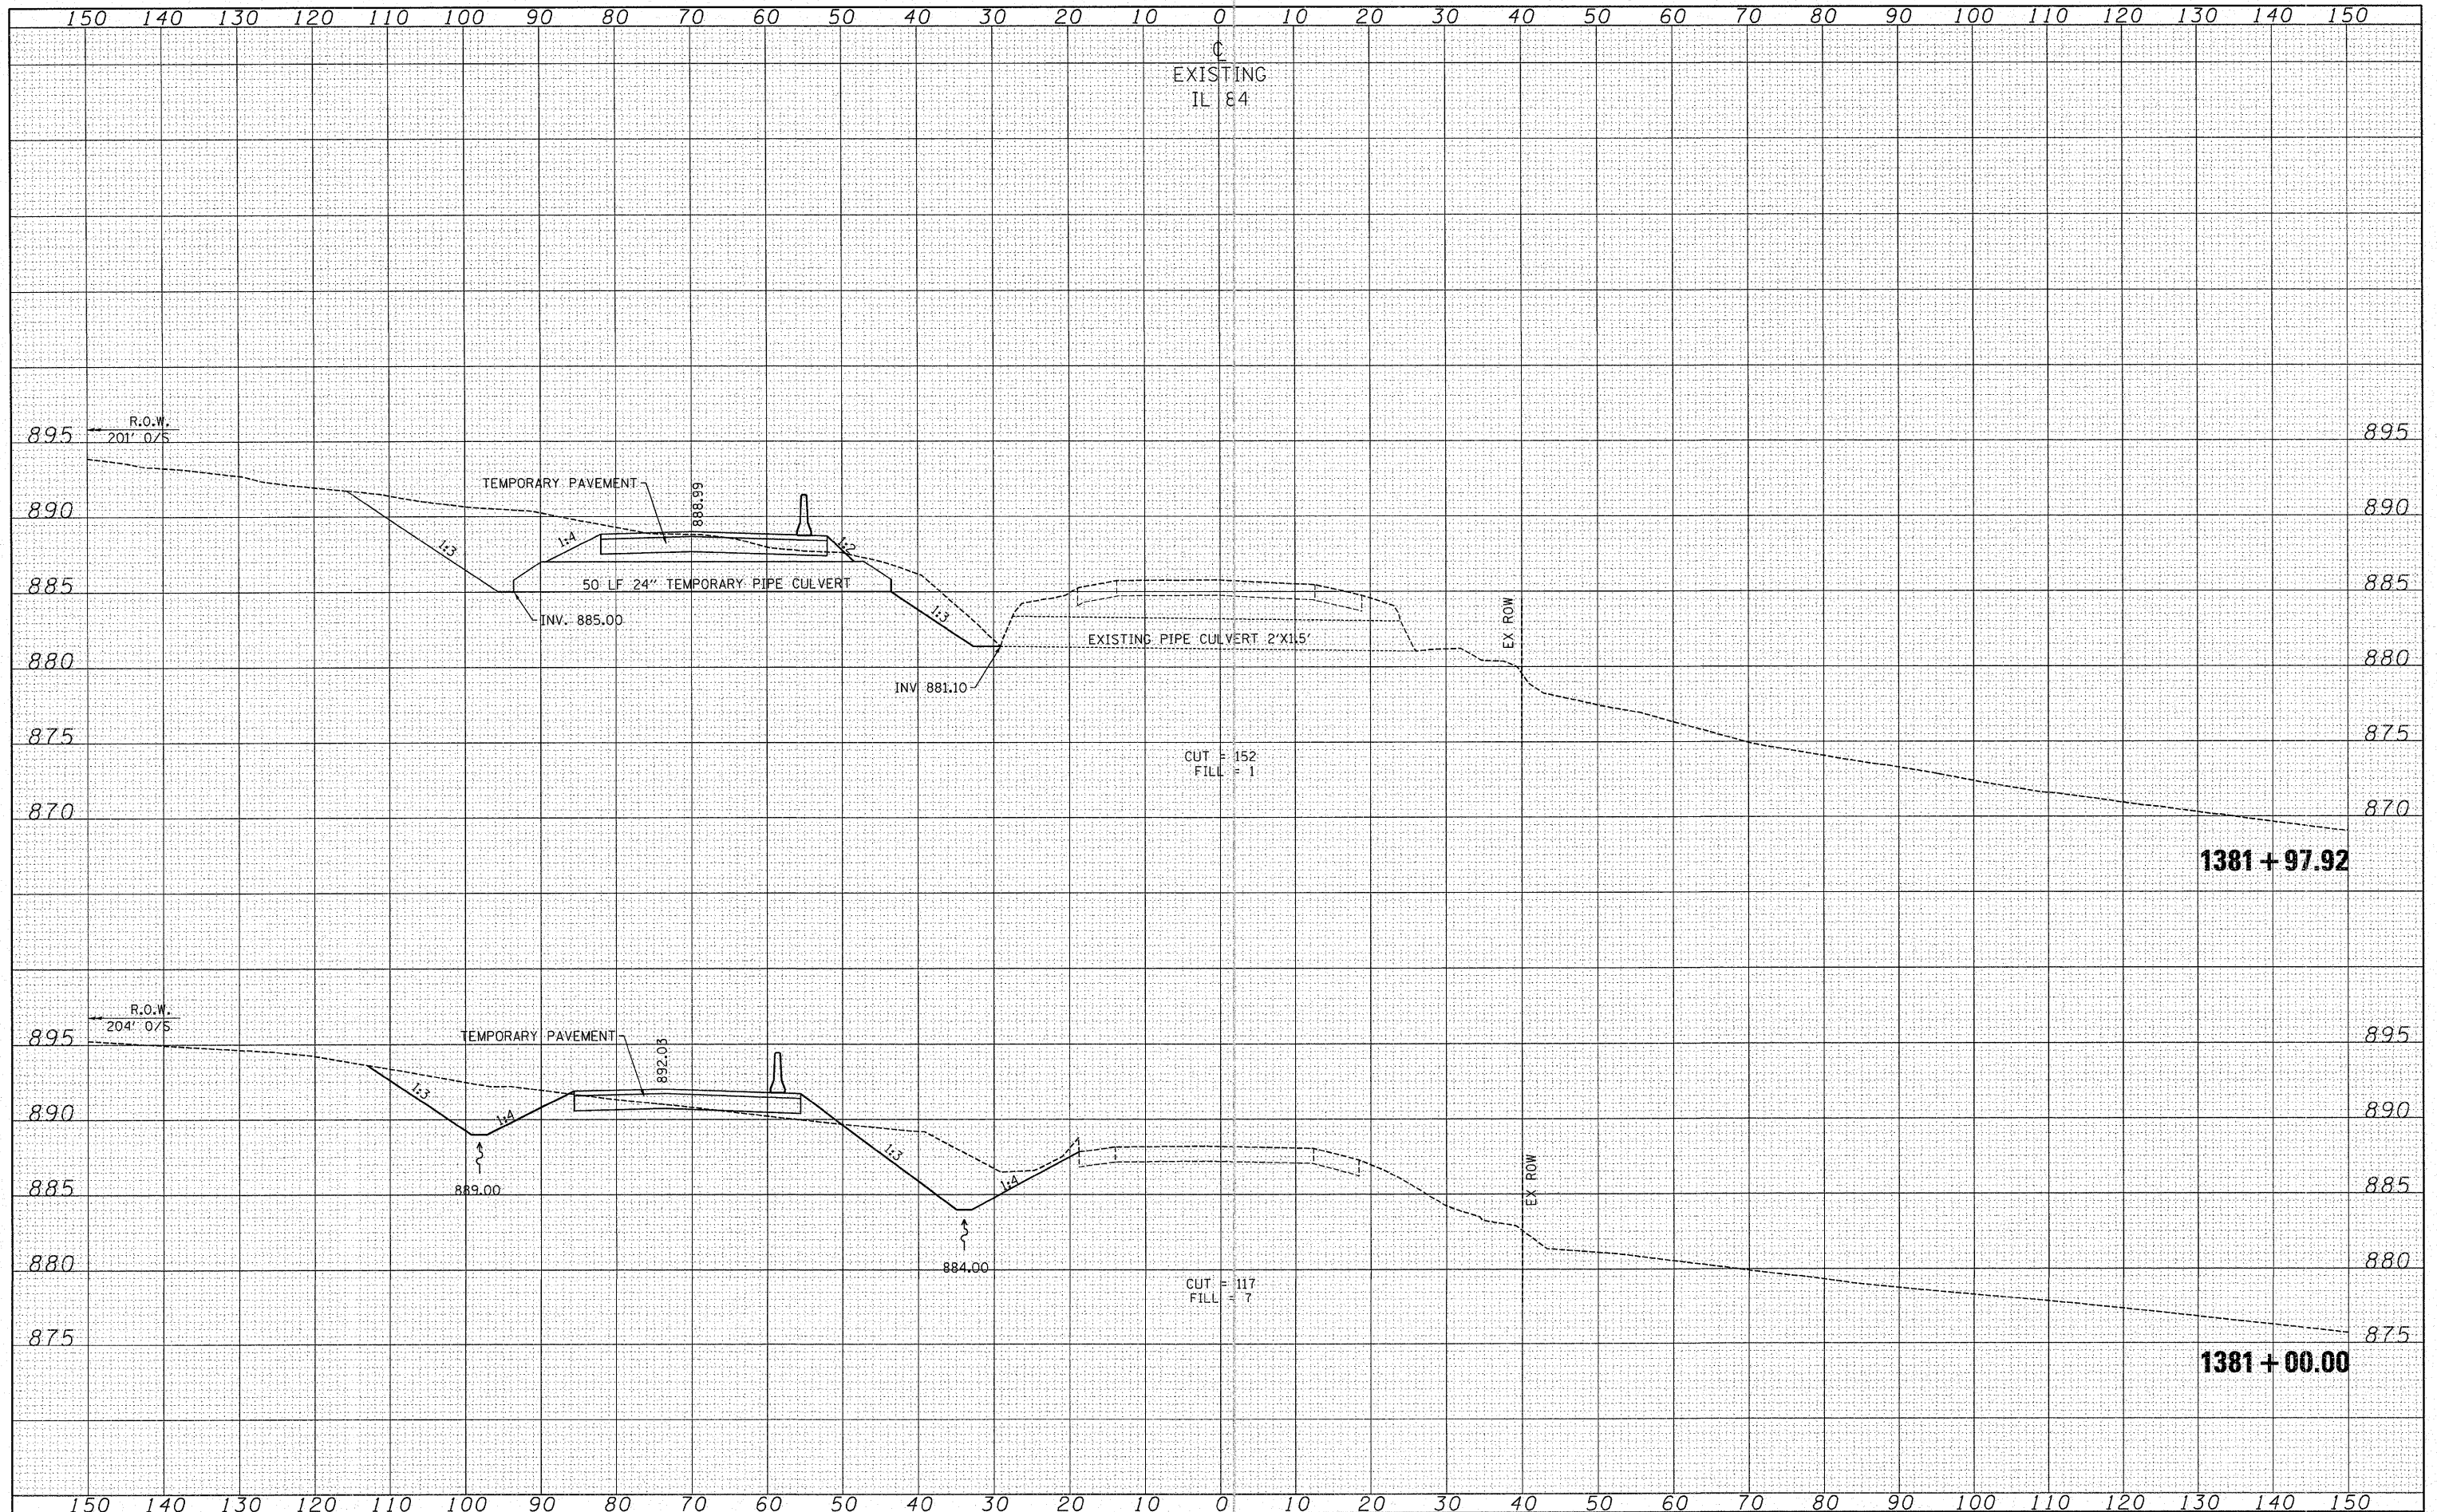 150 140 130 120 110 100 90 80 70 60 50 40 30 20 10 0 10 20 30 40 50 60 70 80 90 100 110 120 130 140 150
℄
EXISTING
IL 84
R.O.W.
201' O/S
895 895
TEMPORARY PAVEMENT
888.99
890 890
1:3
1:4
1:2
885 885
50 LF 24" TEMPORARY PIPE CULVERT
INV. 885.00
1:3
EXISTING PIPE CULVERT 2'X1.5'
EX ROW
880 880
INV 881.10
875 875
CUT = 152
FILL = 1
870 870
1381 + 97.92
R.O.W.
204' O/S
895 895
TEMPORARY PAVEMENT
892.03
890 890
1:3
1:4
1:3
1:4
885 885
889.00
EX ROW
880 880
884.00
CUT = 117
FILL = 7
875 875
1381 + 00.00
150 140 130 120 110 100 90 80 70 60 50 40 30 20 10 0 10 20 30 40 50 60 70 80 90 100 110 120 130 140 150